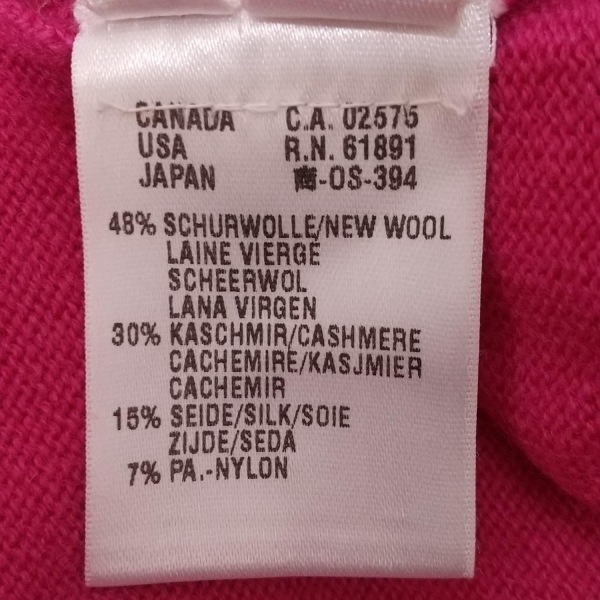 CANADA C.A. 02575
USA R.N. 61891
JAPAN 商-OS-394
48% SCHURWOLLE/NEW WOOL
LAINE VIERGE
SCHEERWOL
LANA VIRGEN
30% KASCHMIR/CASHMERE
CACHEMIRE/KASJMIER
CACHEMIR
15% SEIDE/SILK/SOIE
ZIJDE/SEDA
7% PA.-NYLON